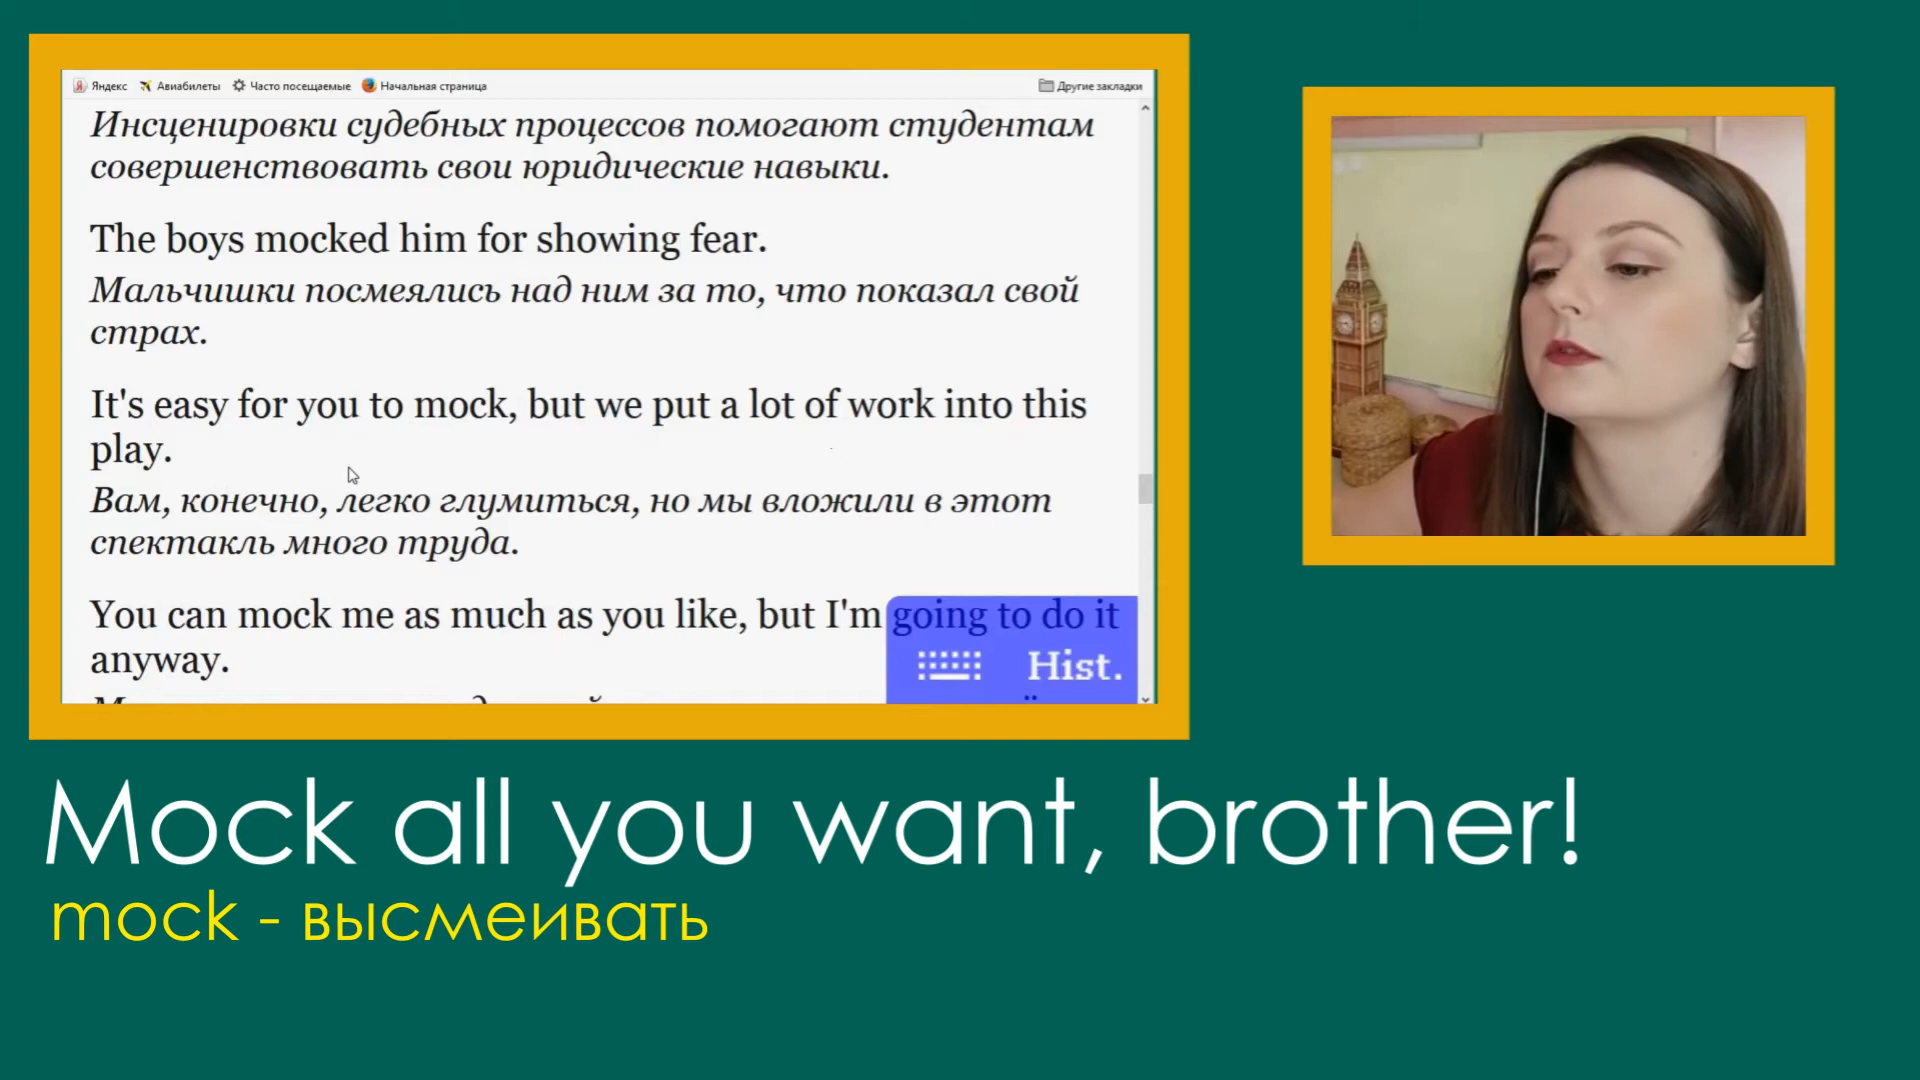 Яндекс Авиабилеты Часто посещаемые Начальная страница Другие закладки
Инсценировки судебных процессов помогают студентам
совершенствовать свои юридические навыки.
The boys mocked him for showing fear.
Мальчишки посмеялись над ним за то, что показал свой
страх.
It's easy for you to mock, but we put a lot of work into this
play.
Вам, конечно, легко глумиться, но мы вложили в этот
спектакль много труда.
You can mock me as much as you like, but I'm going to do it
anyway.
Hist.
Mock all you want, brother!
mock - высмеивать